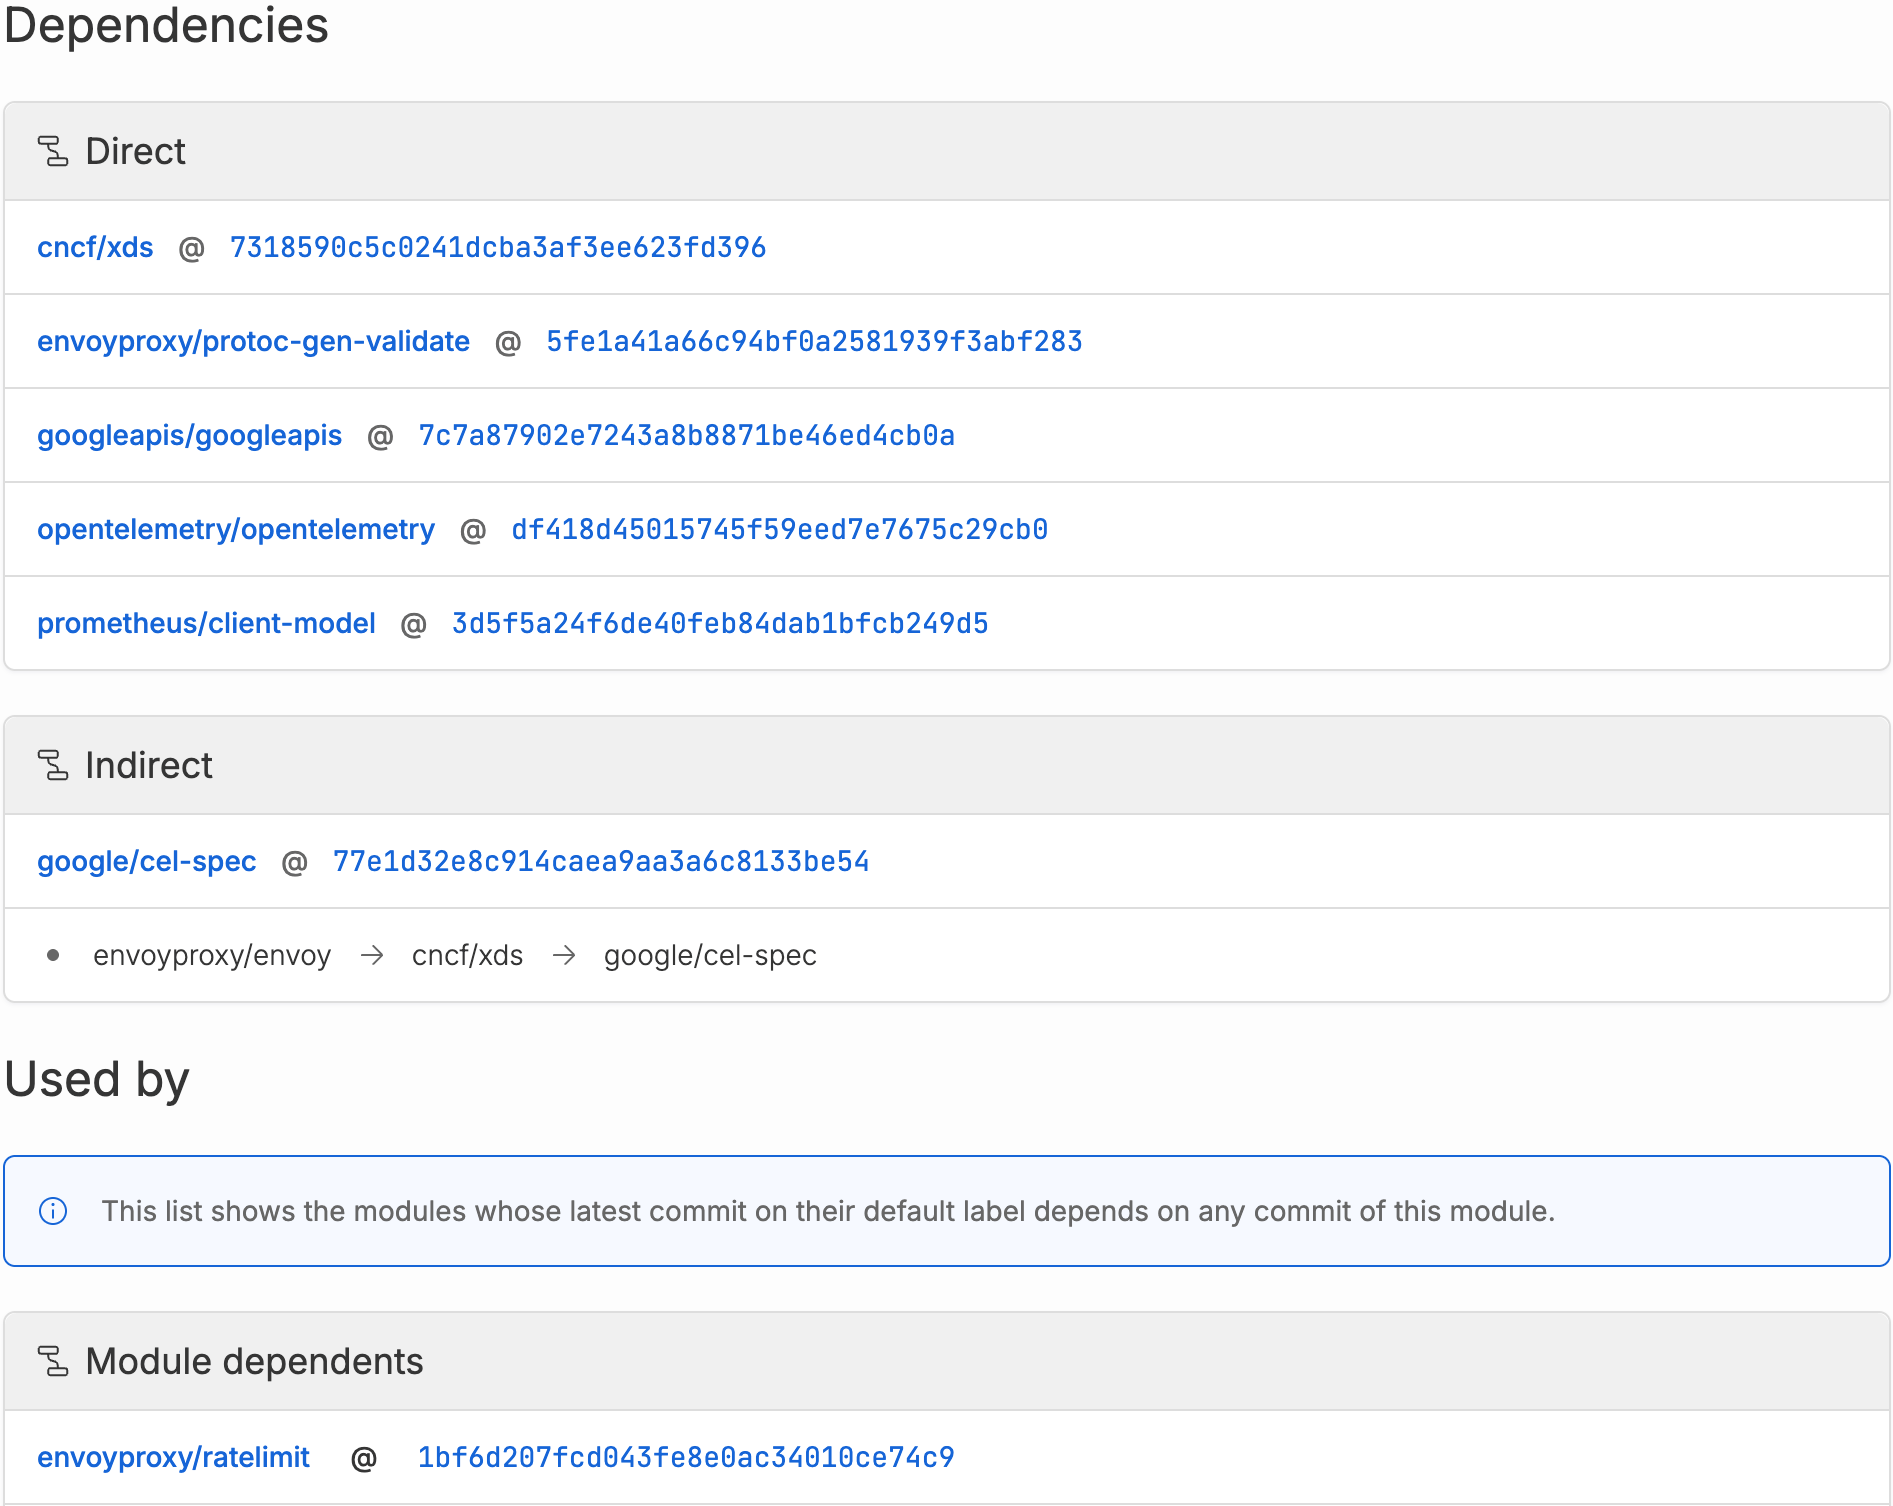 Dependencies
Direct
cncf/xds @ 7318590c5c0241dcba3af3ee623fd396
envoyproxy/protoc-gen-validate @ 5fe1a41a66c94bf0a2581939f3abf283
googleapis/googleapis @ 7c7a87902e7243a8b8871be46ed4cb0a
opentelemetry/opentelemetry @ df418d45015745f59eed7e7675c29cb0
prometheus/client-model @ 3d5f5a24f6de40feb84dab1bfcb249d5
Indirect
google/cel-spec @ 77e1d32e8c914caea9aa3a6c8133be54
• envoyproxy/envoy → cncf/xds → google/cel-spec
Used by
This list shows the modules whose latest commit on their default label depends on any commit of this module.
Module dependents
envoyproxy/ratelimit @ 1bf6d207fcd043fe8e0ac34010ce74c9